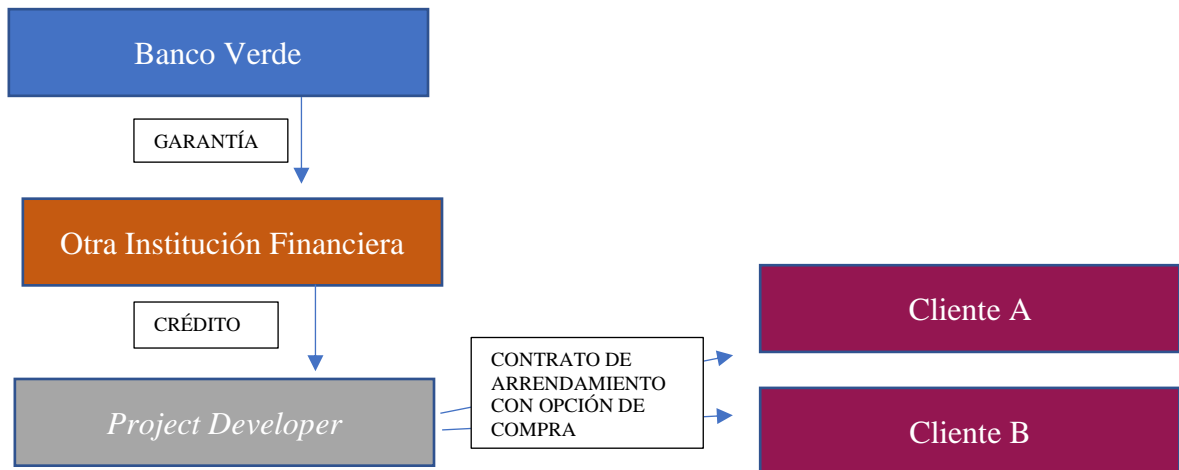 Banco Verde
GARANTÍA
Otra Institución Financiera
CRÉDITO
Project Developer
CONTRATO DE
ARRENDAMIENTO
CON OPCIÓN DE
COMPRA
Cliente A
Cliente B